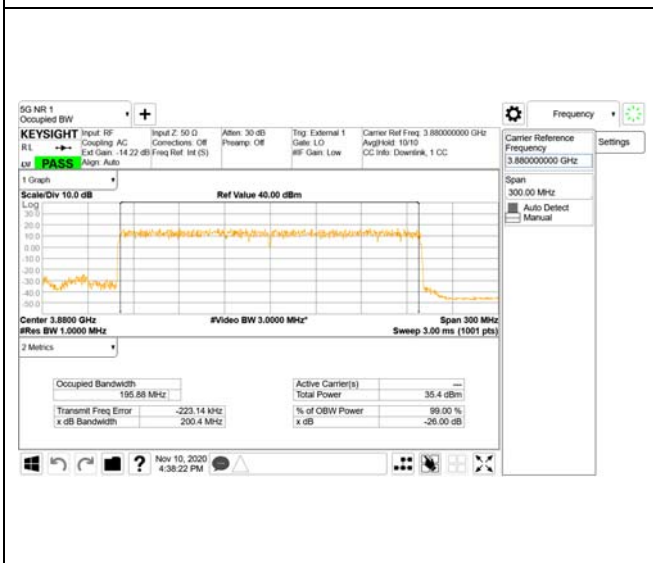 5G NR 1
Occupied BW
Frequency
KEYSIGHT Input: RF Input Z: 50 Ω Atten: 30 dB Trig: External 1 Carrier Ref Freq: 3.880000000 GHz
RL Coupling: AC Corrections: Off Preamp: Off Gate: LO Avg|Hold: 10/10
Ext Gain: -14.22 dB Freq Ref: Int (S) #IF Gain: Low CC Info: Downlink, 1 CC
PASS Align: Auto
Carrier Reference
Frequency
3.880000000 GHz
Settings
Span
300.00 MHz
Auto Detect
Manual
1 Graph
Scale/Div 10.0 dB Ref Value 40.00 dBm
Log
30.0
20.0
10.0
0.00
-10.0
-20.0
-30.0
-40.0
-50.0
Center 3.8800 GHz #Video BW 3.0000 MHz* Span 300 MHz
#Res BW 1.0000 MHz Sweep 3.00 ms (1001 pts)
2 Metrics
Occupied Bandwidth
195.88 MHz
Active Carrier(s) ---
Total Power 35.4 dBm
Transmit Freq Error -223.14 kHz
x dB Bandwidth 200.4 MHz
% of OBW Power 99.00 %
x dB -26.00 dB
Nov 10, 2020
4:38:22 PM